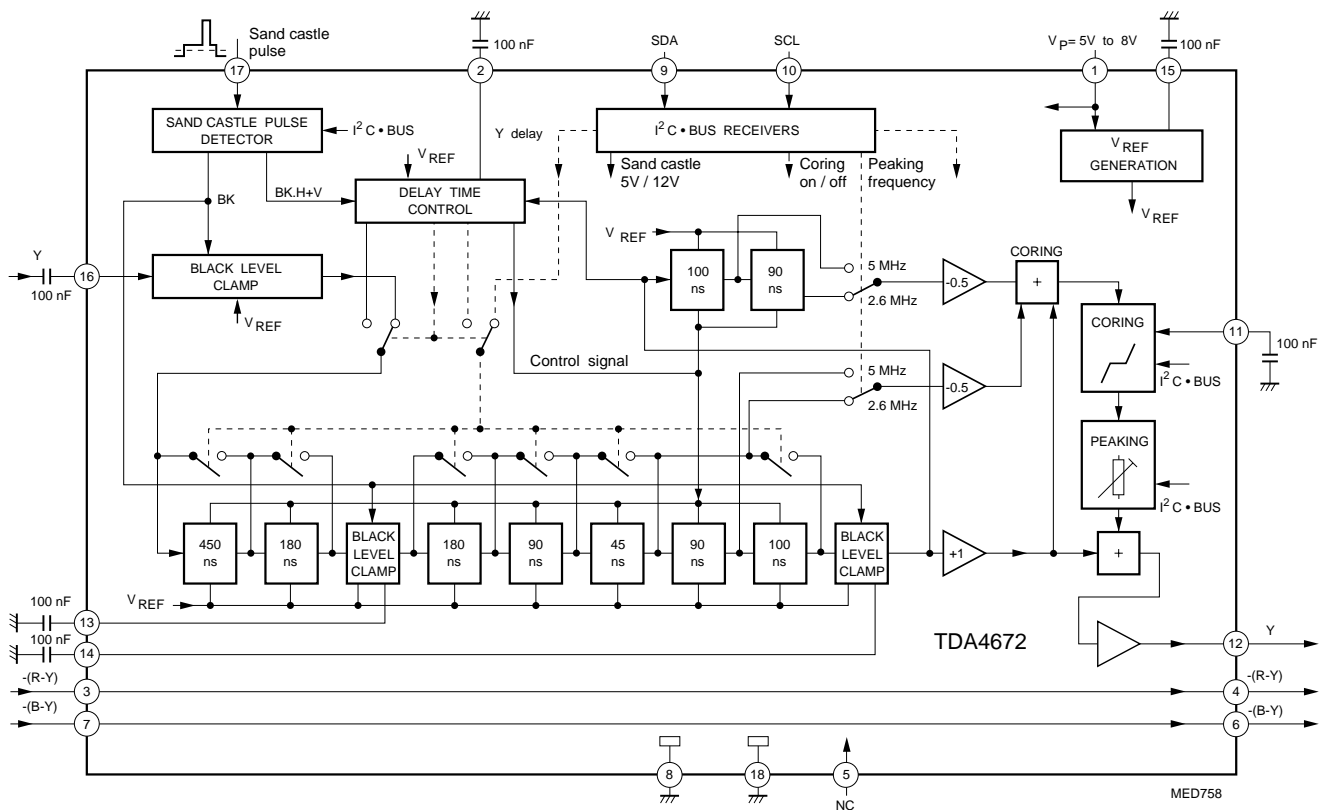 Sand castle
pulse
100 nF
SDA
SCL
V P = 5V to 8V
100 nF
17
2
9
10
1
15
SAND CASTLE PULSE
DETECTOR
I2C•BUS
Y delay
I2C•BUS RECEIVERS
VREF
GENERATION
VREF
Sand castle
5V / 12V
Coring
on / off
Peaking
frequency
BK
BK.H+V
DELAY TIME
CONTROL
VREF
Y
16
100 nF
BLACK LEVEL
CLAMP
VREF
VREF
100
ns
90
ns
5 MHz
2.6 MHz
-0.5
CORING
+
CORING
11
100 nF
I2C•BUS
Control signal
5 MHz
2.6 MHz
-0.5
PEAKING
I2C•BUS
450
ns
180
ns
BLACK
LEVEL
CLAMP
180
ns
90
ns
45
ns
90
ns
100
ns
BLACK
LEVEL
CLAMP
+1
+
VREF
100 nF
13
100 nF
14
TDA4672
12
Y
-(R-Y)
3
4
-(R-Y)
-(B-Y)
7
6
-(B-Y)
8
18
5
NC
MED758